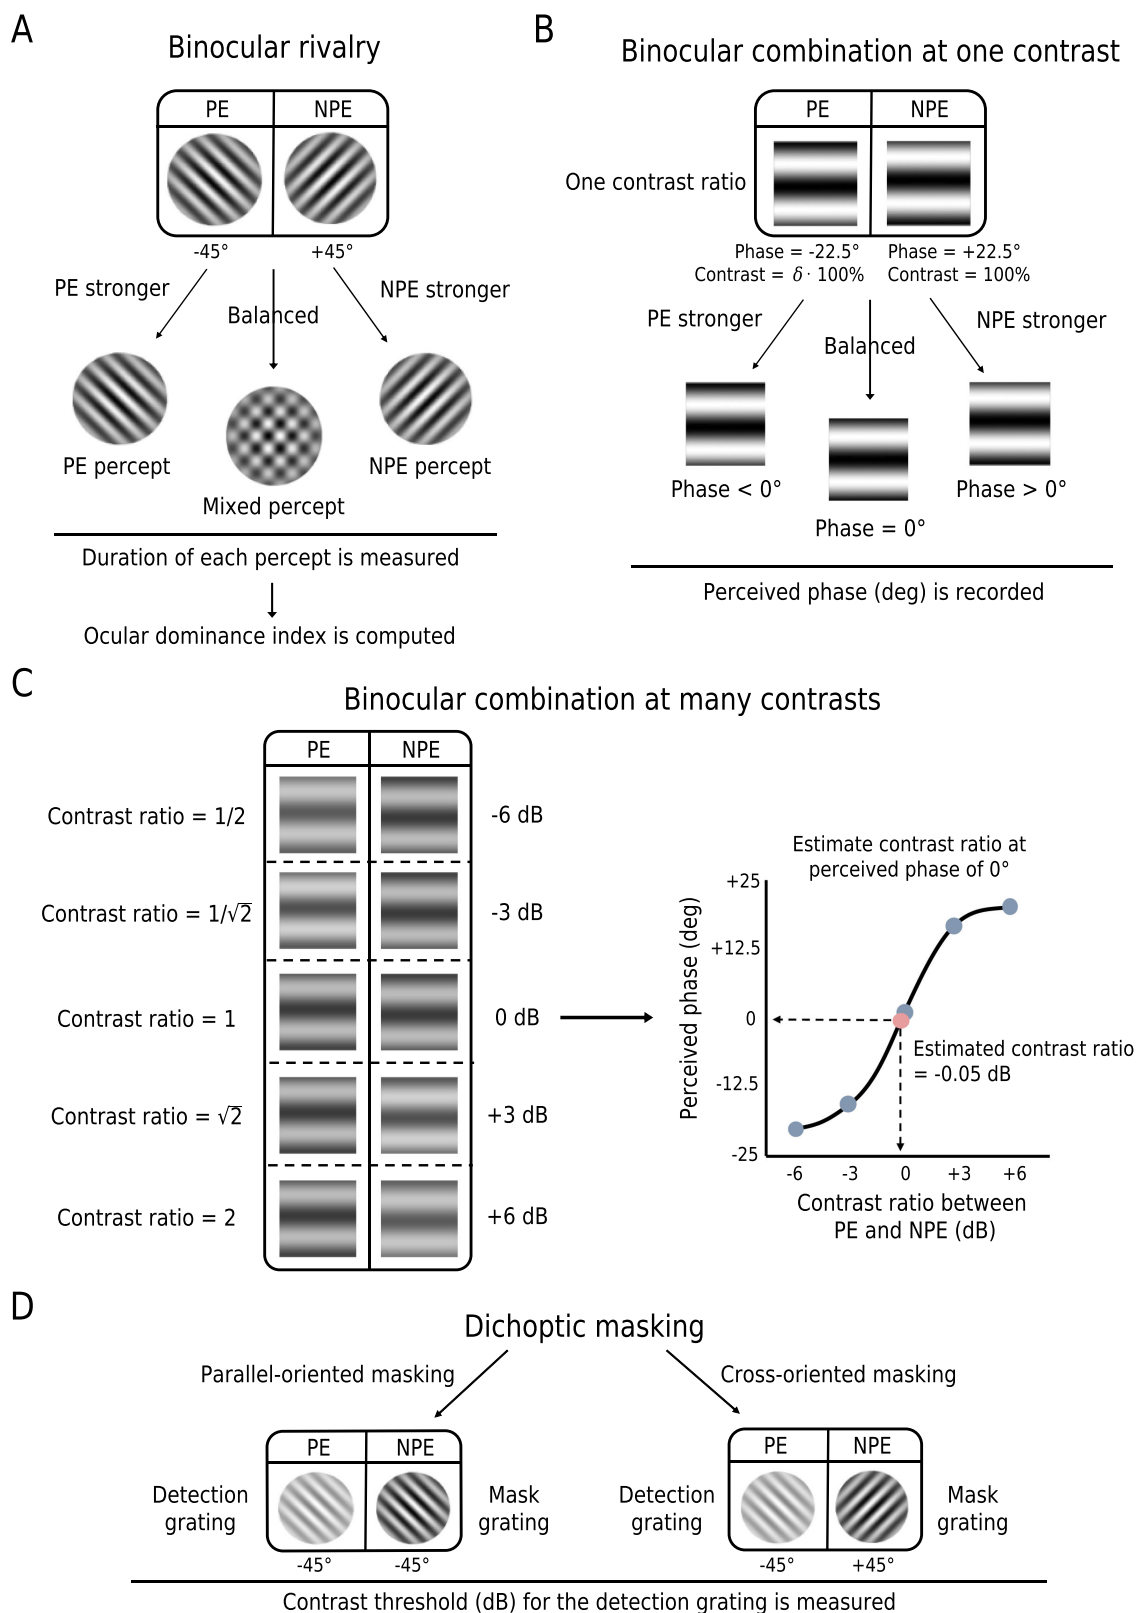 A
Binocular rivalry
PE NPE
-45° +45°
PE stronger
Balanced
NPE stronger
PE percept
NPE percept
Mixed percept
Duration of each percept is measured
Ocular dominance index is computed
B
Binocular combination at one contrast
PE NPE
One contrast ratio
Phase = -22.5° Phase = +22.5°
Contrast = δ · 100% Contrast = 100%
PE stronger
Balanced
NPE stronger
Phase < 0°
Phase > 0°
Phase = 0°
Perceived phase (deg) is recorded
C
Binocular combination at many contrasts
PE NPE
Contrast ratio = 1/2 -6 dB
Contrast ratio = 1/√2 -3 dB
Contrast ratio = 1 0 dB
Contrast ratio = √2 +3 dB
Contrast ratio = 2 +6 dB
Estimate contrast ratio at
perceived phase of 0°
Perceived phase (deg)
+25
+12.5
0
-12.5
-25
Estimated contrast ratio
= -0.05 dB
-6 -3 0 +3 +6
Contrast ratio between
PE and NPE (dB)
D
Dichoptic masking
Parallel-oriented masking
Cross-oriented masking
PE NPE
Detection
grating
Mask
grating
-45° -45°
PE NPE
Detection
grating
Mask
grating
-45° +45°
Contrast threshold (dB) for the detection grating is measured